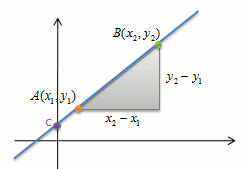 B(x₂, y₂)
A(x₁, y₁)
y₂ − y₁
C
x₂ − x₁